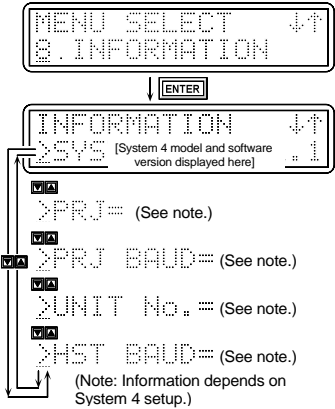 MENU SELECT ↓↑
8.INFORMATION
ENTER
INFORMATION ↓↑
>SYS [System 4 model and software version displayed here] .1
>PRJ= (See note.)
>PRJ BAUD= (See note.)
>UNIT No.= (See note.)
>HST BAUD= (See note.)
(Note: Information depends on
System 4 setup.)